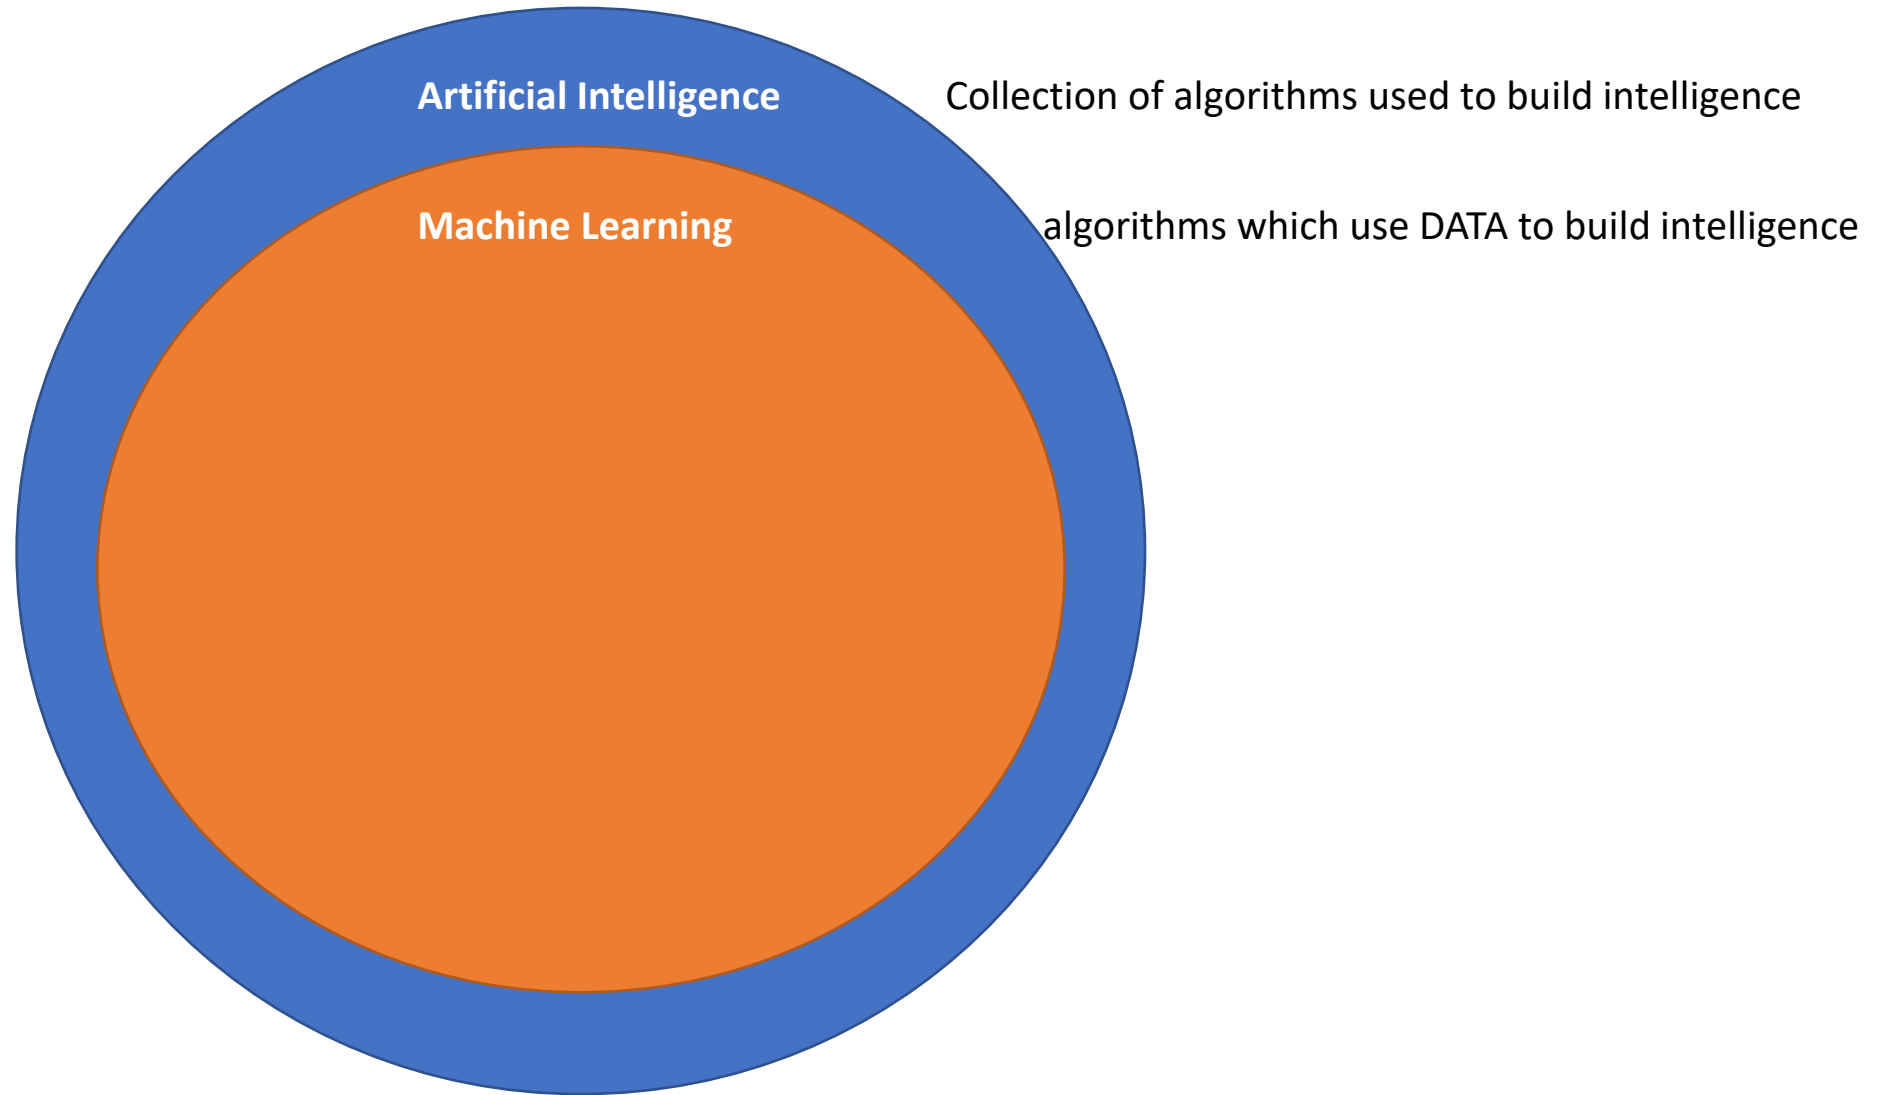 Artificial Intelligence Collection of algorithms used to build intelligence
Machine Learning algorithms which use DATA to build intelligence